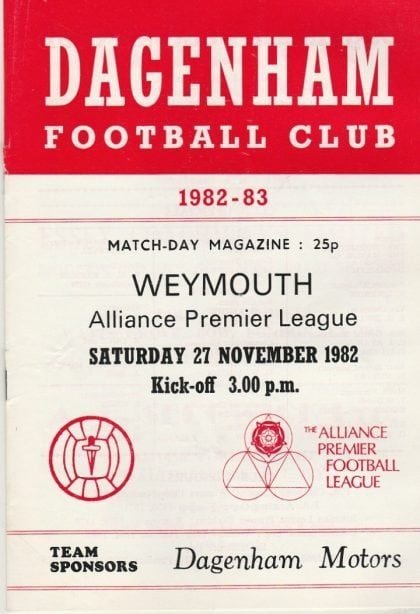 DAGENHAM
FOOTBALL CLUB
1982-83
MATCH-DAY MAGAZINE : 25p
WEYMOUTH
Alliance Premier League
SATURDAY 27 NOVEMBER 1982
Kick-off 3.00 p.m.
THE ALLIANCE
PREMIER
FOOTBALL
LEAGUE
TEAM
SPONSORS
Dagenham Motors